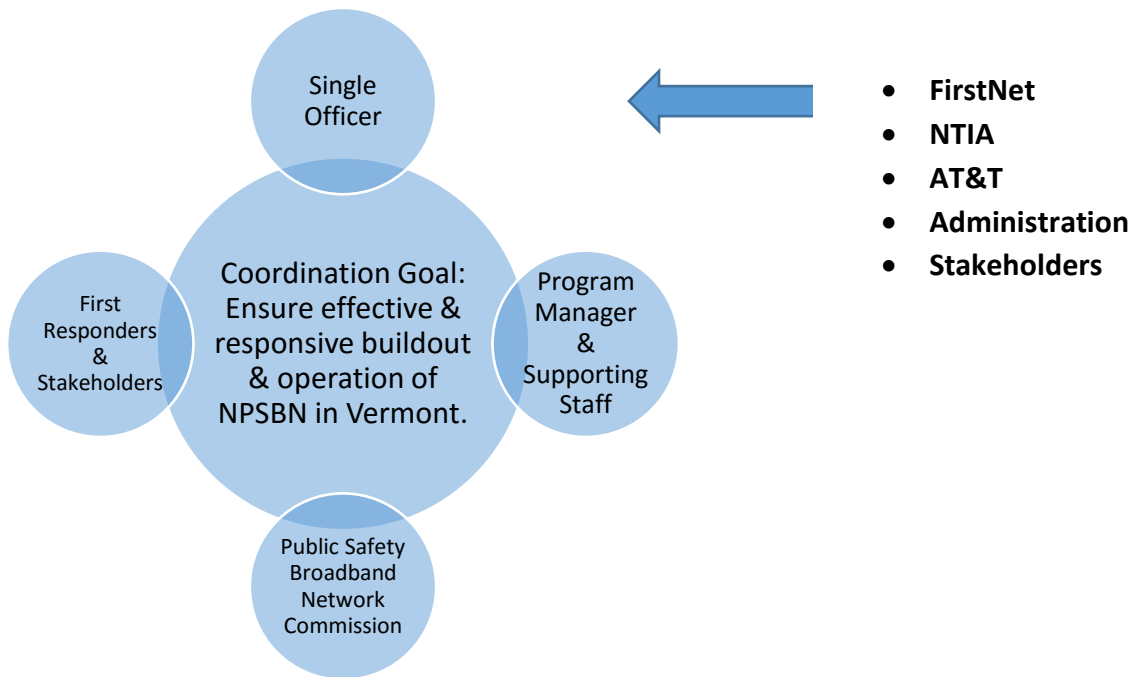 Single
Officer
• FirstNet
• NTIA
• AT&T
• Administration
• Stakeholders
First
Responders
&
Stakeholders
Coordination Goal:
Ensure effective &
responsive buildout
& operation of
NPSBN in Vermont.
Program
Manager
&
Supporting
Staff
Public Safety
Broadband
Network
Commission